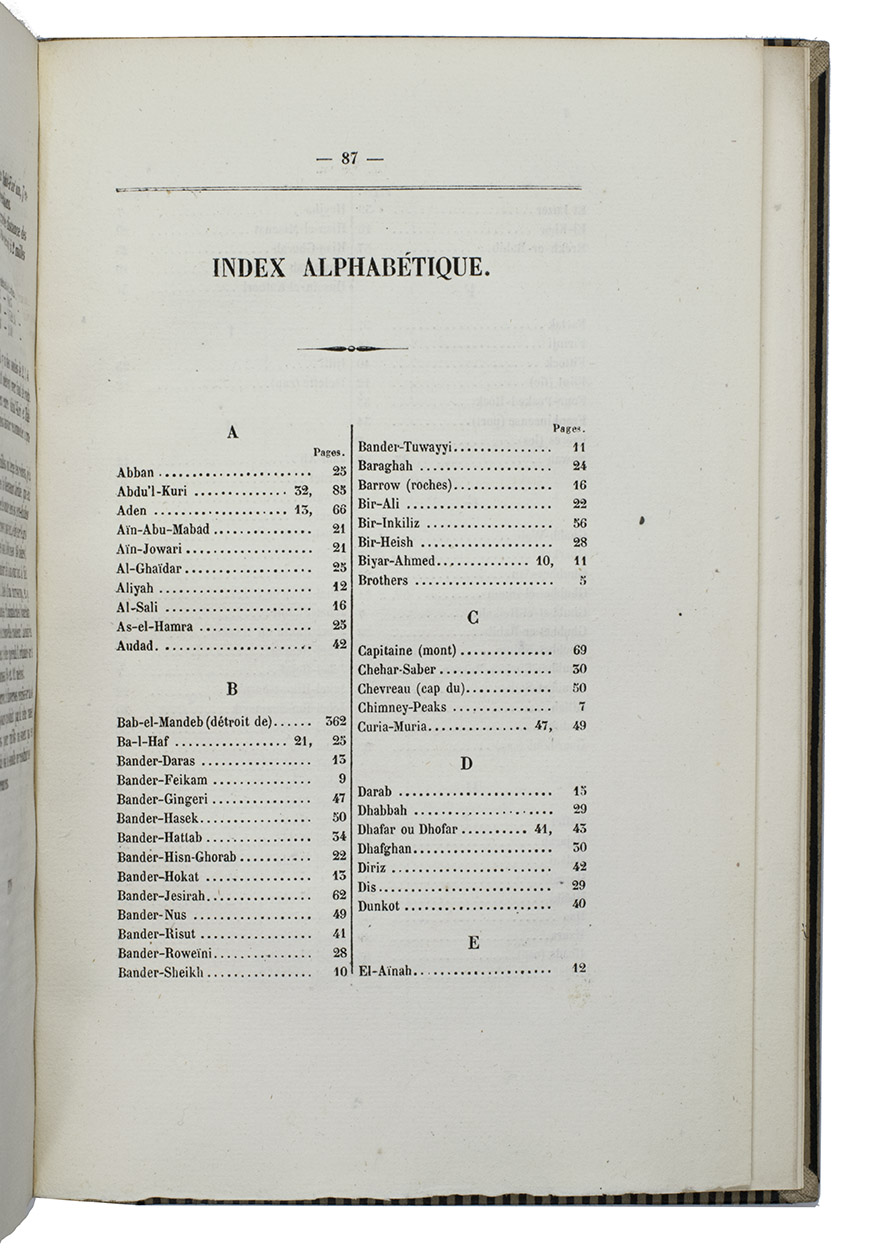 — 87 —
INDEX ALPHABÉTIQUE.
A
Pages.
Abban ........................ 25
Abdu'l-Kuri .............. 32, 85
Aden .................... 13, 66
Aïn-Abu-Mabad ............... 21
Aïn-Jowari .................... 21
Al-Ghaïdar .................... 25
Aliyah ........................ 12
Al-Sali ....................... 16
As-el-Hamra .................. 25
Audad. ....................... 42
B
Bab-el-Mandeb (détroit de) ...... 362
Ba-l-Haf ................. 21, 25
Bander-Daras ................. 13
Bander-Feikam ............... 9
Bander-Gingeri ............... 47
Bander-Hasek ................. 50
Bander-Hattab ................ 34
Bander-Hisn-Ghorab ........... 22
Bander-Hokat ................ 13
Bander-Jesirah ................ 62
Bander-Nus .................. 49
Bander-Risut ................. 41
Bander-Roweïni ............... 28
Bander-Sheikh ................ 10
Pages.
Bander-Tuwayyi ............... 11
Baraghah .................... 24
Barrow (roches) ............... 16
Bir-Ali ...................... 22
Bir-Inkiliz ................... 56
Bir-Heish .................... 28
Biyar-Ahmed .............. 10, 11
Brothers ..................... 5
C
Capitaine (mont) .............. 69
Chehar-Saber ................. 30
Chevreau (cap du) ............. 50
Chimney-Peaks ............... 7
Curia-Muria ............... 47, 49
D
Darab ....................... 15
Dhabbah ..................... 29
Dhafar ou Dhofar .......... 41, 43
Dhafghan ..................... 30
Diriz ........................ 42
Dis .......................... 29
Dunkot ...................... 40
E
El-Aïnah ..................... 12